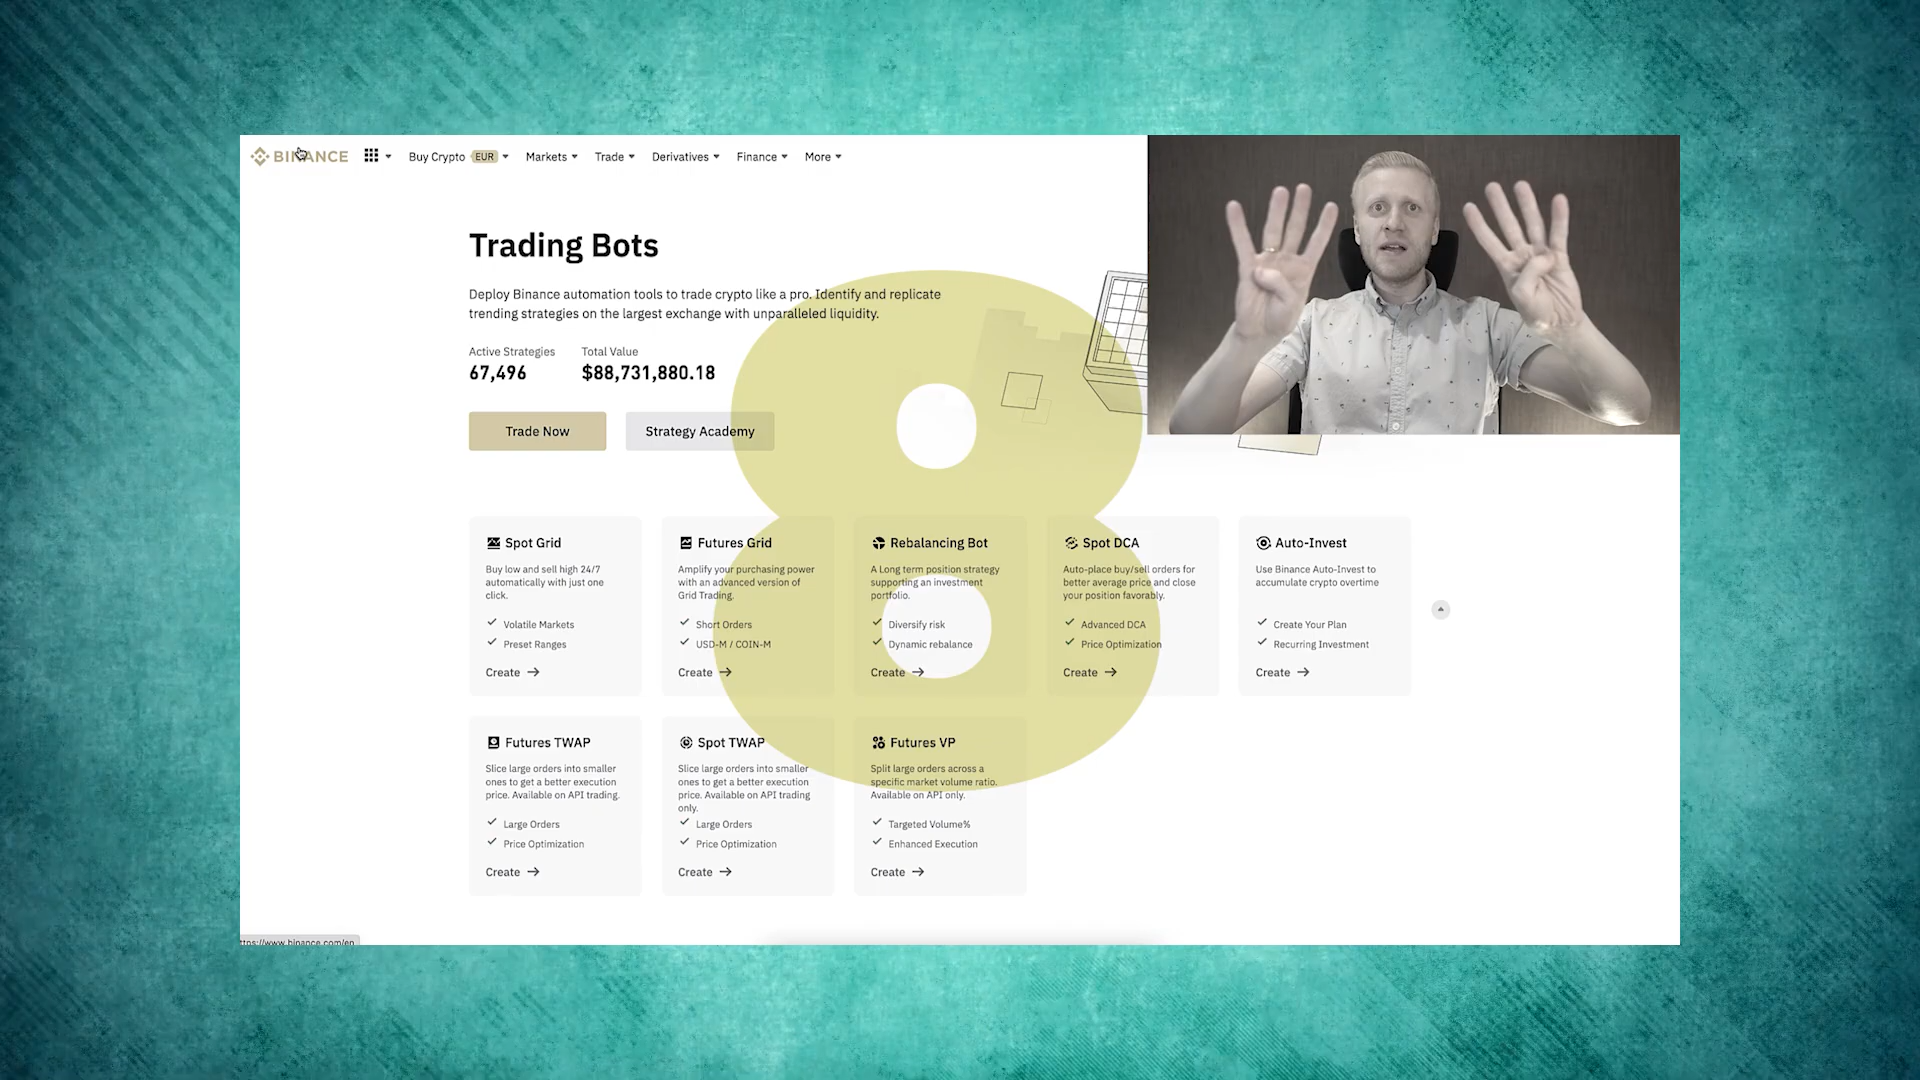 BINANCE
Buy Crypto EUR Markets Trade Derivatives Finance More
Trading Bots
Deploy Binance automation tools to trade crypto like a pro. Identify and replicate
trending strategies on the largest exchange with unparalleled liquidity.
Active Strategies Total Value
67,496 $88,731,880.18
Trade Now Strategy Academy
8
Spot Grid
Buy low and sell high 24/7
automatically with just one
click.
Volatile Markets
Preset Ranges
Create
Futures Grid
Amplify your purchasing power
with an advanced version of
Grid Trading.
Short Orders
USD-M / COIN-M
Create
Rebalancing Bot
A Long term position strategy
supporting an investment
portfolio.
Diversify risk
Dynamic rebalance
Create
Spot DCA
Auto-place buy/sell orders for
better average price and close
your position favorably.
Advanced DCA
Price Optimization
Create
Auto-Invest
Use Binance Auto-Invest to
accumulate crypto overtime
Create Your Plan
Recurring Investment
Create
Futures TWAP
Slice large orders into smaller
ones to get a better execution
price. Available on API trading.
Large Orders
Price Optimization
Create
Spot TWAP
Slice large orders into smaller
ones to get a better execution
price. Available on API trading
only.
Large Orders
Price Optimization
Create
Futures VP
Split large orders across a
specific market volume ratio.
Available on API only.
Targeted Volume%
Enhanced Execution
Create
ttps://www.binance.com/en